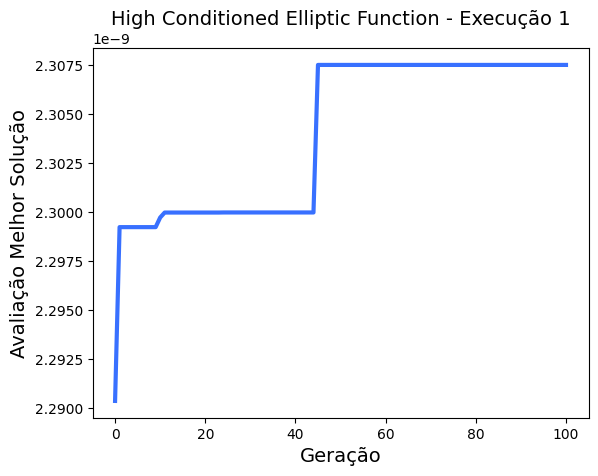 High Conditioned Elliptic Function - Execução 1
1e−9
2.3075
2.3050
2.3025
2.3000
2.2975
2.2950
2.2925
2.2900
Avaliação Melhor Solução
0 20 40 60 80 100
Geração